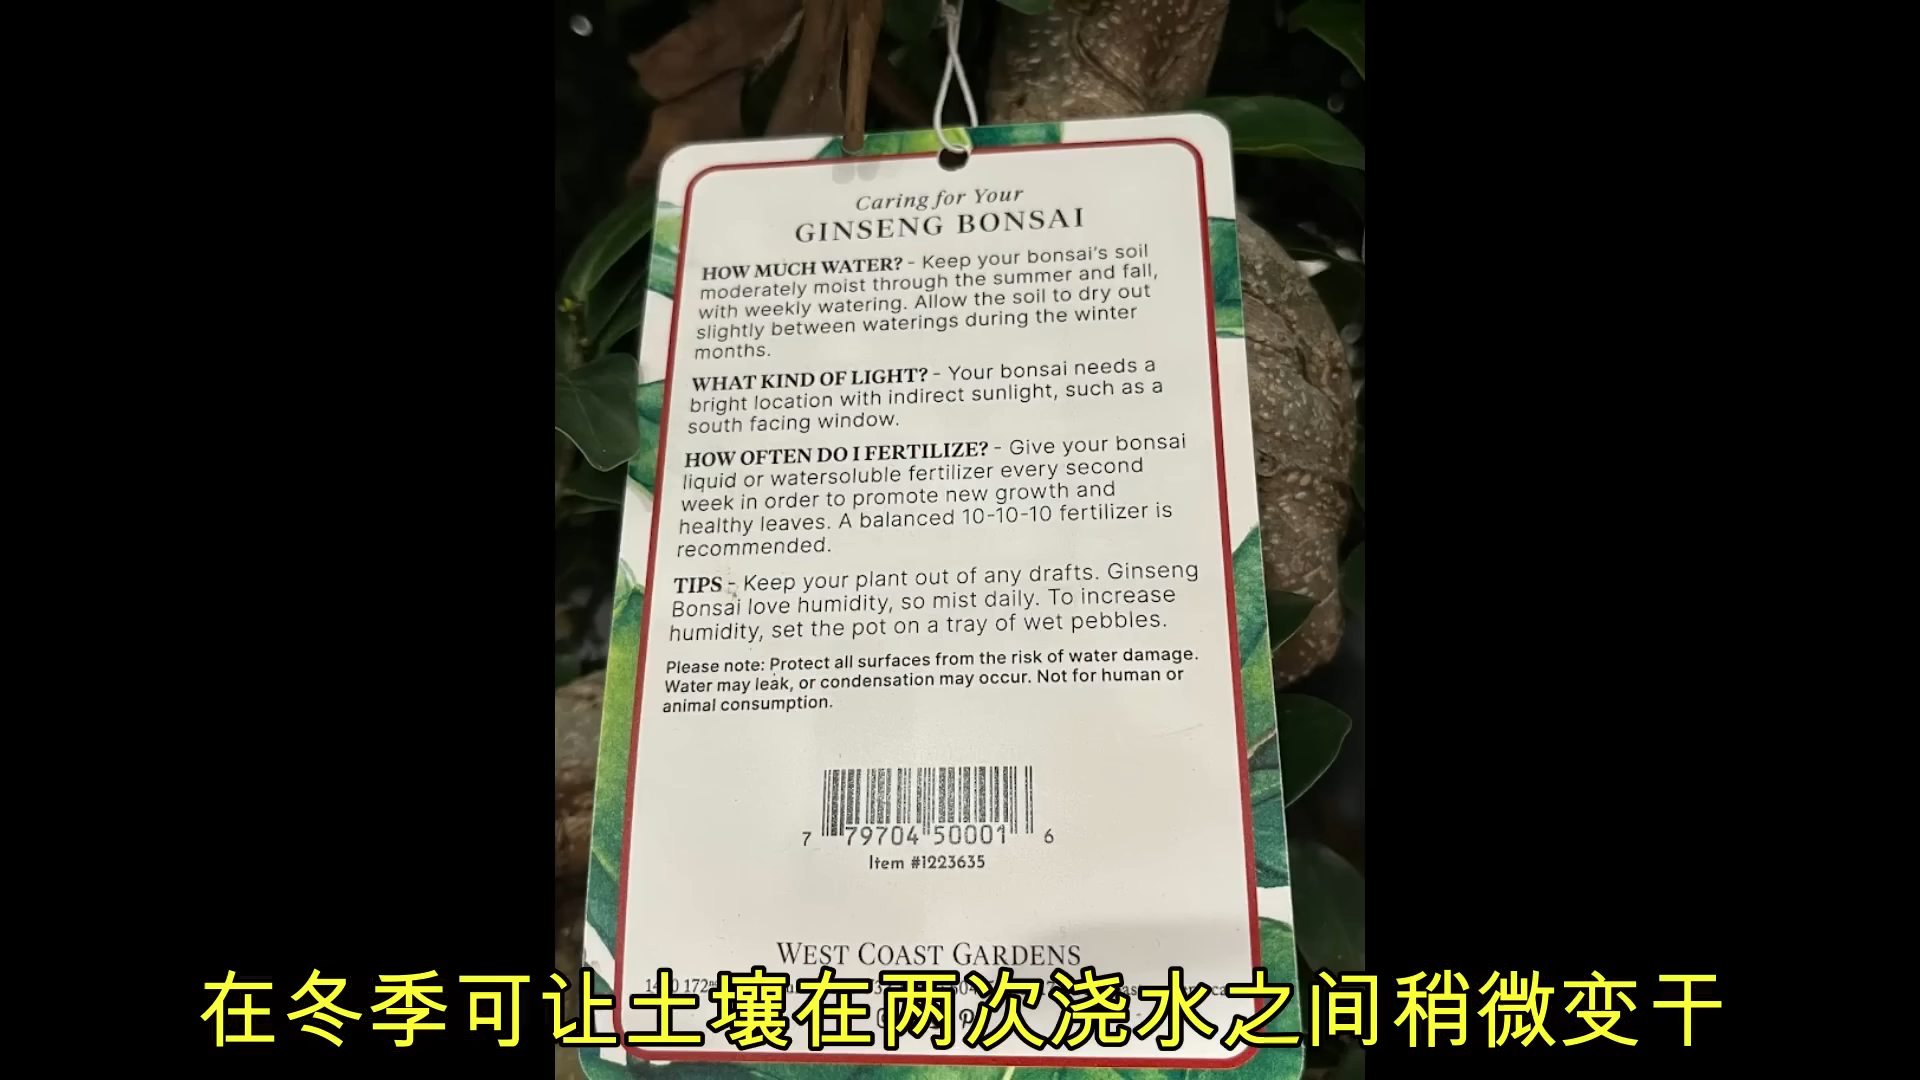 Caring for Your
GINSENG BONSAI
HOW MUCH WATER? - Keep your bonsai's soil
moderately moist through the summer and fall,
with weekly watering. Allow the soil to dry out
slightly between waterings during the winter
months.
WHAT KIND OF LIGHT? - Your bonsai needs a
bright location with indirect sunlight, such as a
south facing window.
HOW OFTEN DO I FERTILIZE? - Give your bonsai
liquid or watersoluble fertilizer every second
week in order to promote new growth and
healthy leaves. A balanced 10-10-10 fertilizer is
recommended.
TIPS - Keep your plant out of any drafts. Ginseng
Bonsai love humidity, so mist daily. To increase
humidity, set the pot on a tray of wet pebbles.
Please note: Protect all surfaces from the risk of water damage.
Water may leak, or condensation may occur. Not for human or
animal consumption.
7 79704 50001 6
Item #1223635
WEST COAST GARDENS
在冬季可让土壤在两次浇水之间稍微变干